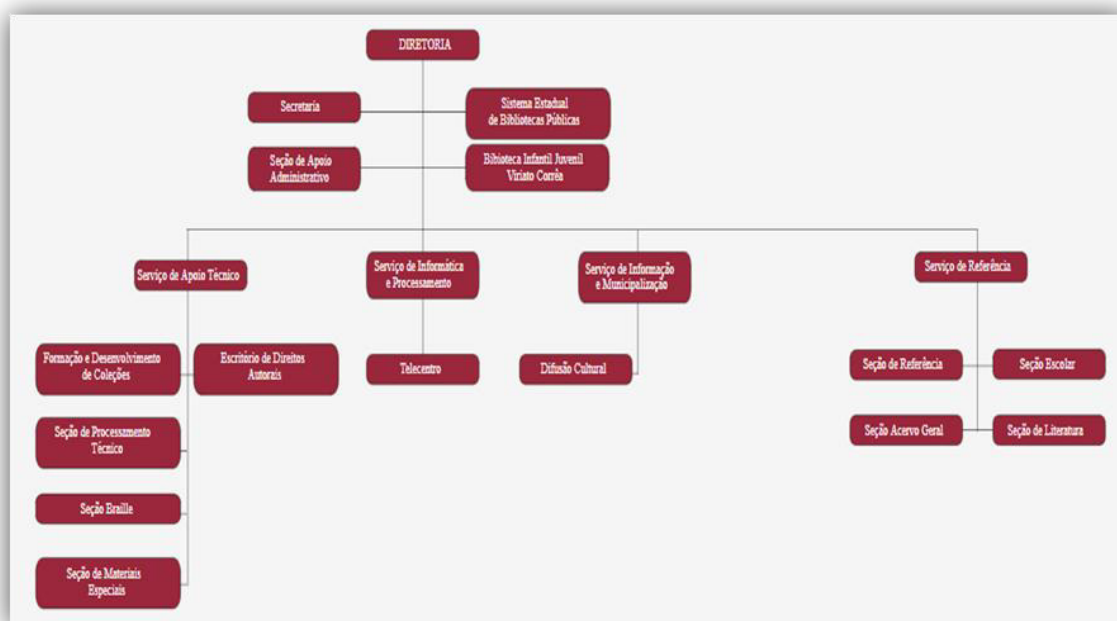 DIRETORIA
Secretaria
Sistema Estadual
de Bibliotecas Públicas
Seção de Apoio
Administrativo
Bibioteca Infantil Juvenil
Viriato Corrêa
Serviço de Apoio Técnico
Serviço de Informática
e Processamento
Serviço de Informação
e Municipalização
Serviço de Referência
Formação e Desenvolvimento
de Coleções
Escritório de Direitos
Autorais
Telecentro
Difusão Cultural
Seção de Referência
Seção Escolar
Seção de Processamento
Técnico
Seção Acervo Geral
Seção de Literatura
Seção Braille
Seção de Materiais
Especiais